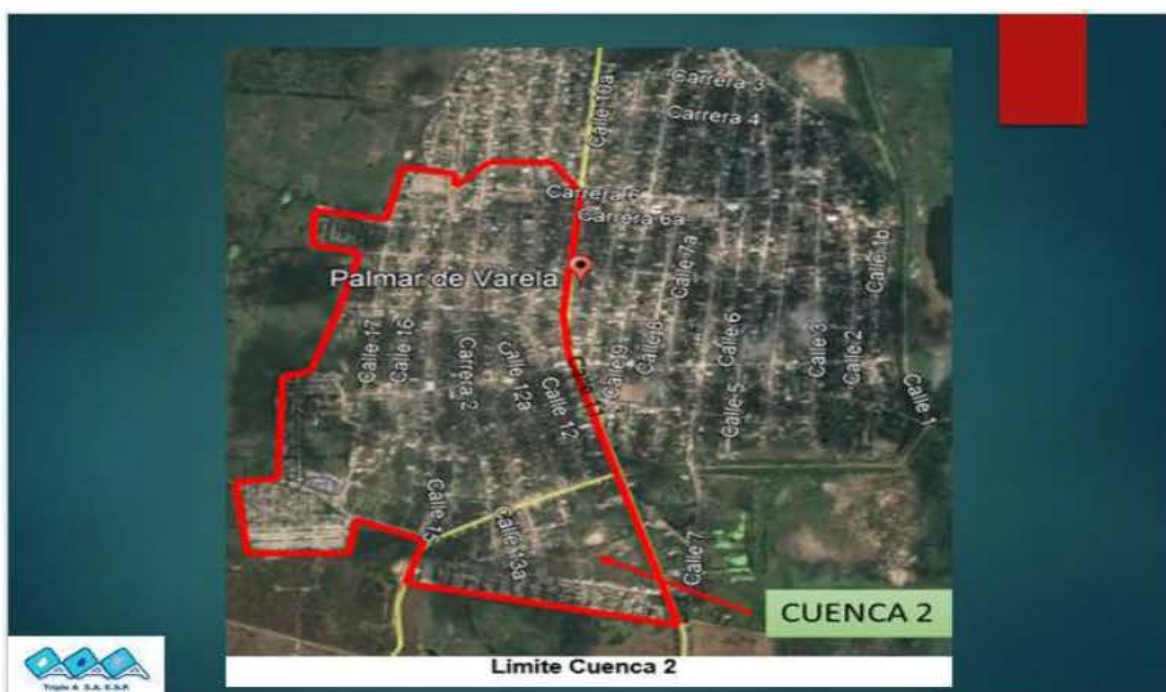 Calle 10a
Carrera 3
Carrera 4
Carrera 6
Carrera 6a
Calle 7a
Calle 1b
Palmar de Varela
Calle 17
Calle 16
Carrera 2
Calle 12a
Calle 12
Calle 9
Calle 8
Calle 6
Calle 5
Calle 3
Calle 2
Calle 1
Calle 13a
Calle 7
CUENCA 2
Limite Cuenca 2
Triple A S.A. E.S.P.